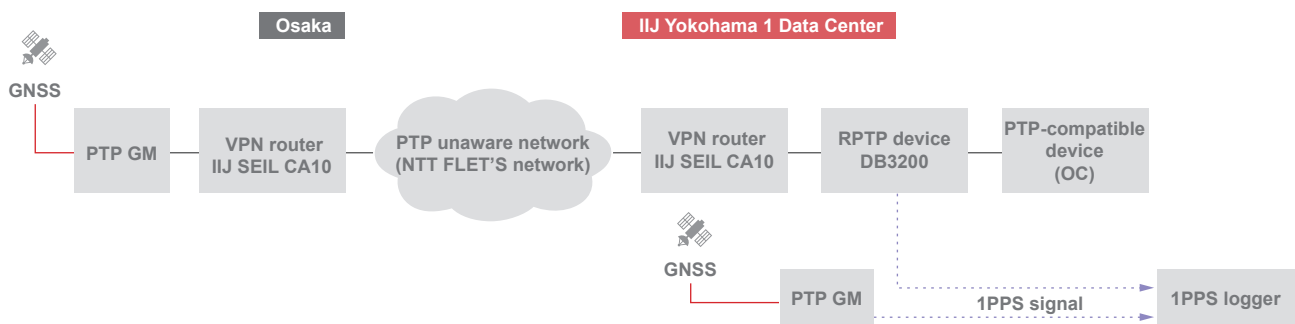 Osaka
IIJ Yokohama 1 Data Center
GNSS
PTP GM
VPN router
IIJ SEIL CA10
PTP unaware network
(NTT FLET'S network)
VPN router
IIJ SEIL CA10
RPTP device
DB3200
PTP-compatible
device
(OC)
GNSS
PTP GM
1PPS signal
1PPS logger